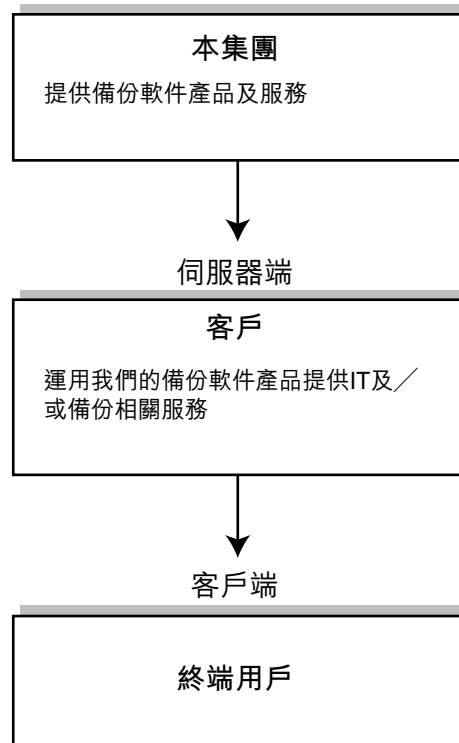 本集團
提供備份軟件產品及服務
伺服器端
客戶
運用我們的備份軟件產品提供IT及／
或備份相關服務
客戶端
終端用戶